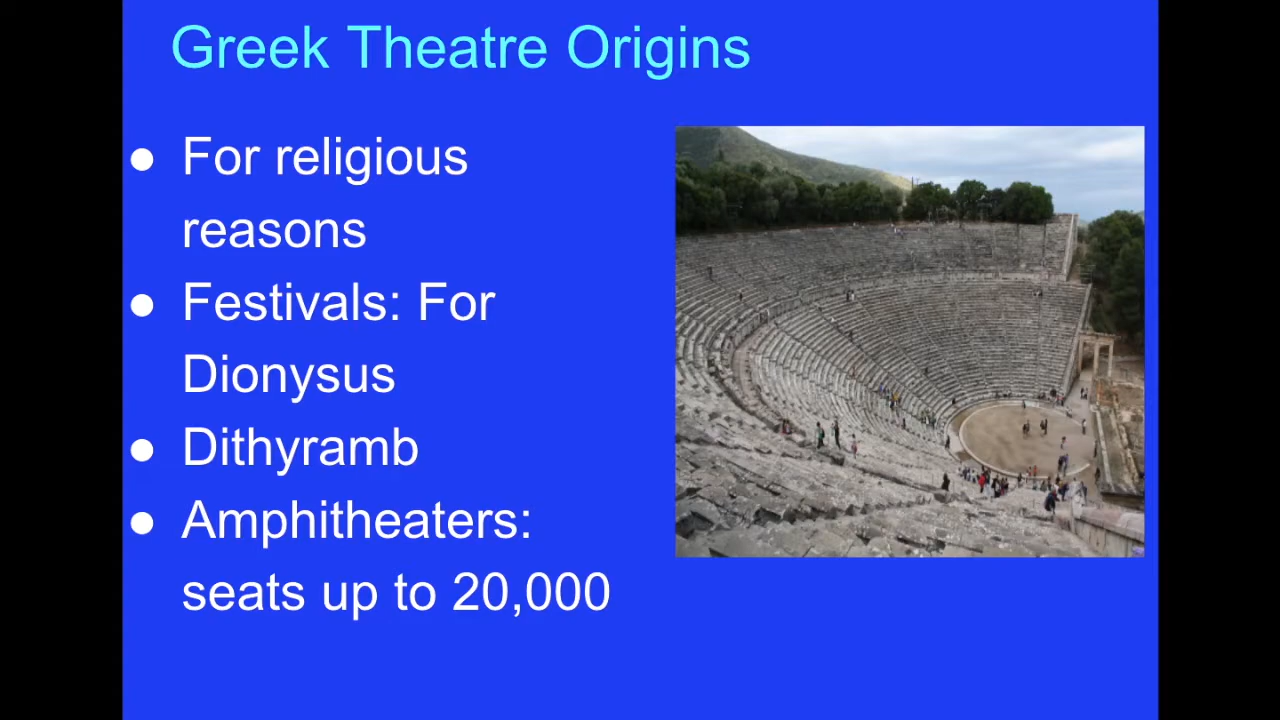 Greek Theatre Origins
● For religious
reasons
● Festivals: For
Dionysus
● Dithyramb
● Amphitheaters:
seats up to 20,000